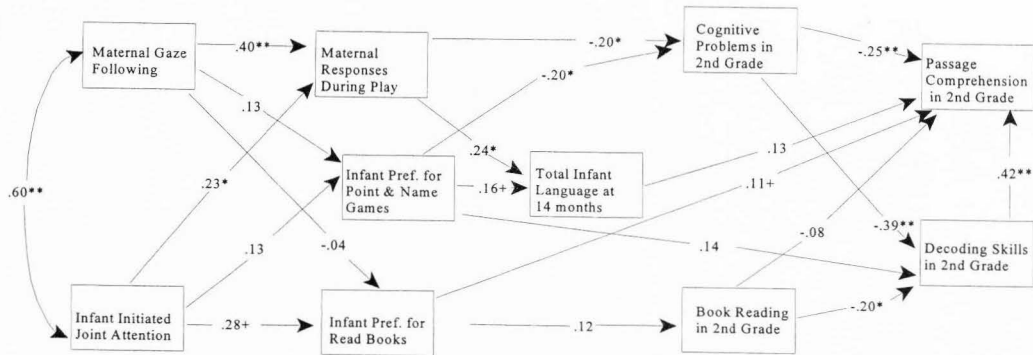 Maternal Gaze
Following
.40**
Maternal
Responses
During Play
-.20*
Cognitive
Problems in
2nd Grade
-.25**
Passage
Comprehension
in 2nd Grade
.13
-.20*
.60**
.23*
.24*
Infant Pref. for
Point & Name
Games
.16+
Total Infant
Language at
14 months
.13
.11+
.42**
.13
-.04
.14
-.08
-.39**
Decoding Skills
in 2nd Grade
Infant Initiated
Joint Attention
.28+
Infant Pref. for
Read Books
.12
Book Reading
in 2nd Grade
-.20*